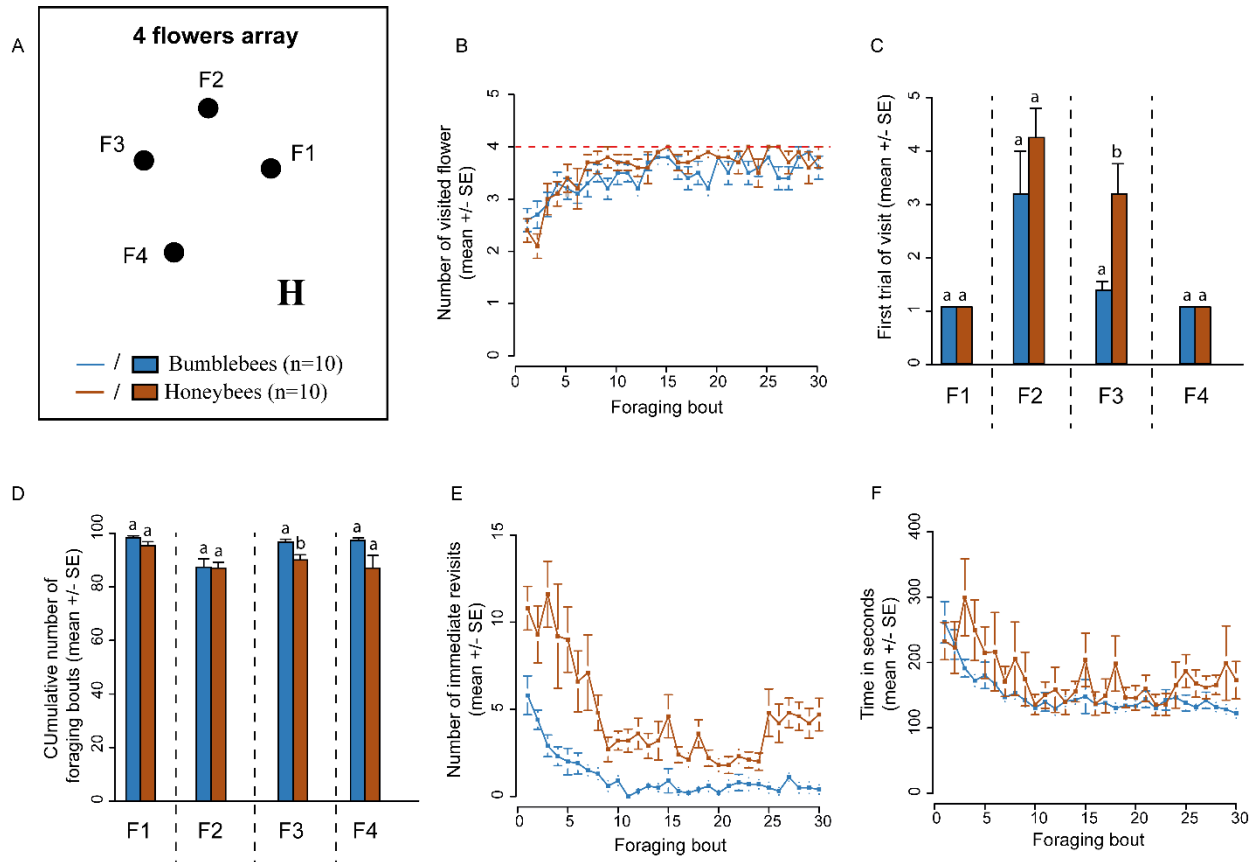 A
4 flowers array
F2
F3
F1
F4
H
/ Bumblebees (n=10)
/ Honeybees (n=10)
B
Number of visited flower
(mean +/- SE)
0 1 2 3 4 5
0 5 10 15 20 25 30
Foraging bout
C
First trial of visit (mean +/- SE)
0 1 2 3 4 5
a a a a a b a a
F1 F2 F3 F4
D
CUmulative number of
foraging bouts (mean +/- SE)
0 20 40 60 80 100
a a a a a b a a
F1 F2 F3 F4
E
Number of immediate revisits
(mean +/- SE)
0 5 10 15
0 5 10 15 20 25 30
Foraging bout
F
Time in seconds
(mean +/- SE)
0 100 200 300 400
0 5 10 15 20 25 30
Foraging bout